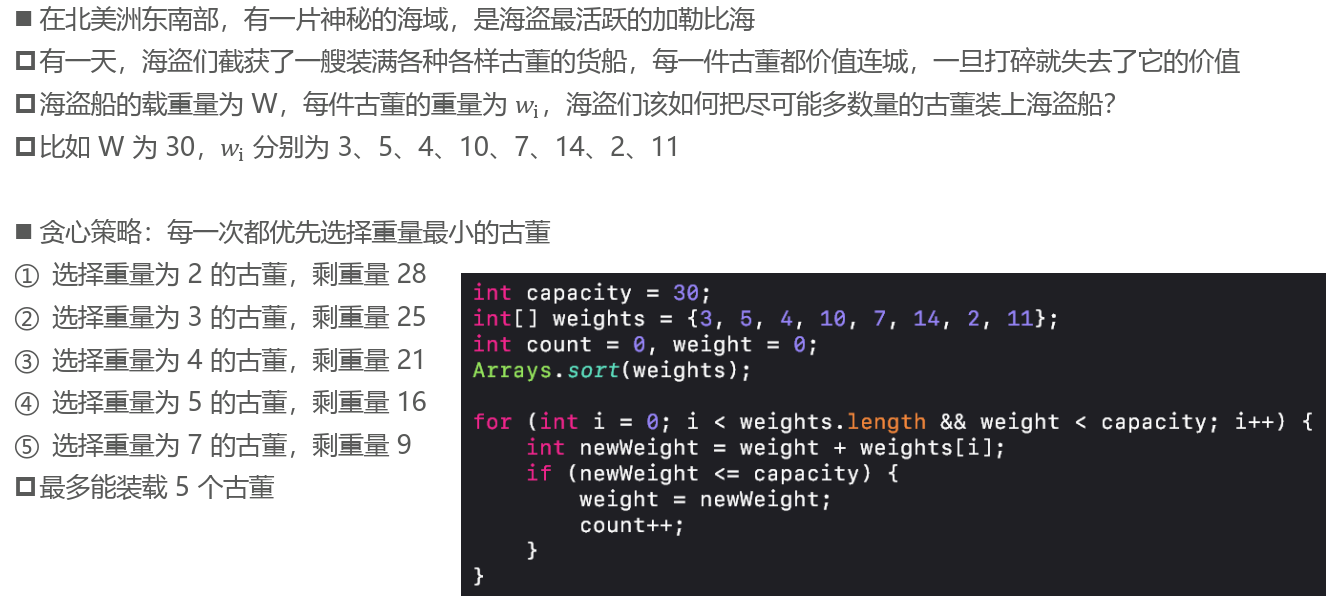 ■ 在北美洲东南部，有一片神秘的海域，是海盗最活跃的加勒比海
□ 有一天，海盗们截获了一艘装满各种各样古董的货船，每一件古董都价值连城，一旦打碎就失去了它的价值
□ 海盗船的载重量为 W，每件古董的重量为 wi，海盗们该如何把尽可能多数量的古董装上海盗船？
□ 比如 W 为 30，wi 分别为 3、5、4、10、7、14、2、11
■ 贪心策略：每一次都优先选择重量最小的古董
① 选择重量为 2 的古董，剩重量 28
② 选择重量为 3 的古董，剩重量 25
③ 选择重量为 4 的古董，剩重量 21
④ 选择重量为 5 的古董，剩重量 16
⑤ 选择重量为 7 的古董，剩重量 9
□ 最多能装载 5 个古董
int capacity = 30;
int[] weights = {3, 5, 4, 10, 7, 14, 2, 11};
int count = 0, weight = 0;
Arrays.sort(weights);
for (int i = 0; i < weights.length && weight < capacity; i++) {
    int newWeight = weight + weights[i];
    if (newWeight <= capacity) {
        weight = newWeight;
        count++;
    }
}